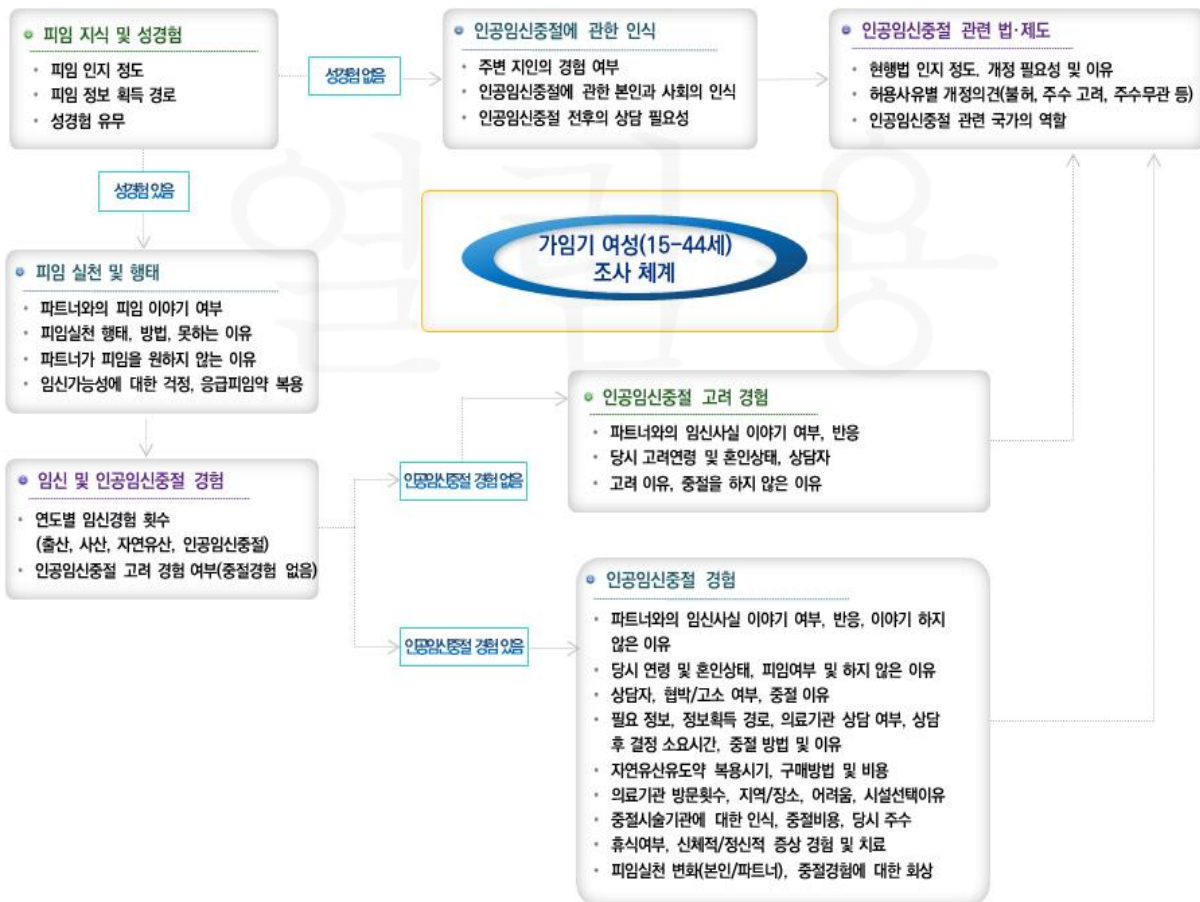 피임 지식 및 성경험
• 피임 인지 정도
• 피임 정보 획득 경로
• 성경험 유무
성경험 없음
인공임신중절에 관한 인식
• 주변 지인의 경험 여부
• 인공임신중절에 관한 본인과 사회의 인식
• 인공임신중절 전후의 상담 필요성
인공임신중절 관련 법·제도
• 현행법 인지 정도, 개정 필요성 및 이유
• 허용사유별 개정의견(불허, 주수 고려, 주수무관 등)
• 인공임신중절 관련 국가의 역할
성경험 있음
열림용
가임기 여성(15-44세)
조사 체계
피임 실천 및 행태
• 파트너와의 피임 이야기 여부
• 피임실천 행태, 방법, 못하는 이유
• 파트너가 피임을 원하지 않는 이유
• 임신가능성에 대한 걱정, 응급피임약 복용
임신 및 인공임신중절 경험
• 연도별 임신경험 횟수
(출산, 사산, 자연유산, 인공임신중절)
• 인공임신중절 고려 경험 여부(중절경험 없음)
인공임신중절 경험 없음
인공임신중절 고려 경험
• 파트너와의 임신사실 이야기 여부, 반응
• 당시 고려연령 및 혼인상태, 상담자
• 고려 이유, 중절을 하지 않은 이유
인공임신중절 경험 있음
인공임신중절 경험
• 파트너와의 임신사실 이야기 여부, 반응, 이야기 하지
않은 이유
• 당시 연령 및 혼인상태, 피임여부 및 하지 않은 이유
• 상담자, 협박/고소 여부, 중절 이유
• 필요 정보, 정보획득 경로, 의료기관 상담 여부, 상담
후 결정 소요시간, 중절 방법 및 이유
• 자연유산유도약 복용시기, 구매방법 및 비용
• 의료기관 방문횟수, 지역/장소, 어려움, 시설선택이유
• 중절시술기관에 대한 인식, 중절비용, 당시 주수
• 휴식여부, 신체적/정신적 증상 경험 및 치료
• 피임실천 변화(본인/파트너), 중절경험에 대한 회상